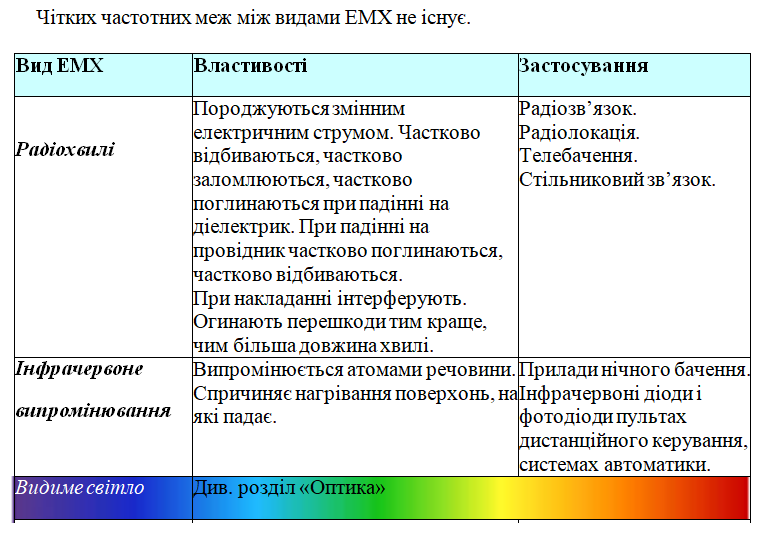 Чітких частотних меж між видами ЕМХ не існує.
Вид ЕМХ
Властивості
Застосування
Радіохвилі
Породжуються змінним
електричним струмом. Частково
відбиваються, частково
заломлюються, частково
поглинаються при падінні на
діелектрик. При падінні на
провідник частково поглинаються,
частково відбиваються.
При накладанні інтерферують.
Огинають перешкоди тим краще,
чим більша довжина хвилі.
Радіозв’язок.
Радіолокація.
Телебачення.
Стільниковий зв’язок.
Інфрачервоне
випромінювання
Випромінюється атомами речовини.
Спричиняє нагрівання поверхонь, на
які падає.
Прилади нічного бачення.
Інфрачервоні діоди і
фотодіоди пультах
дистанційного керування,
системах автоматики.
Видиме світло
Див. розділ «Оптика»